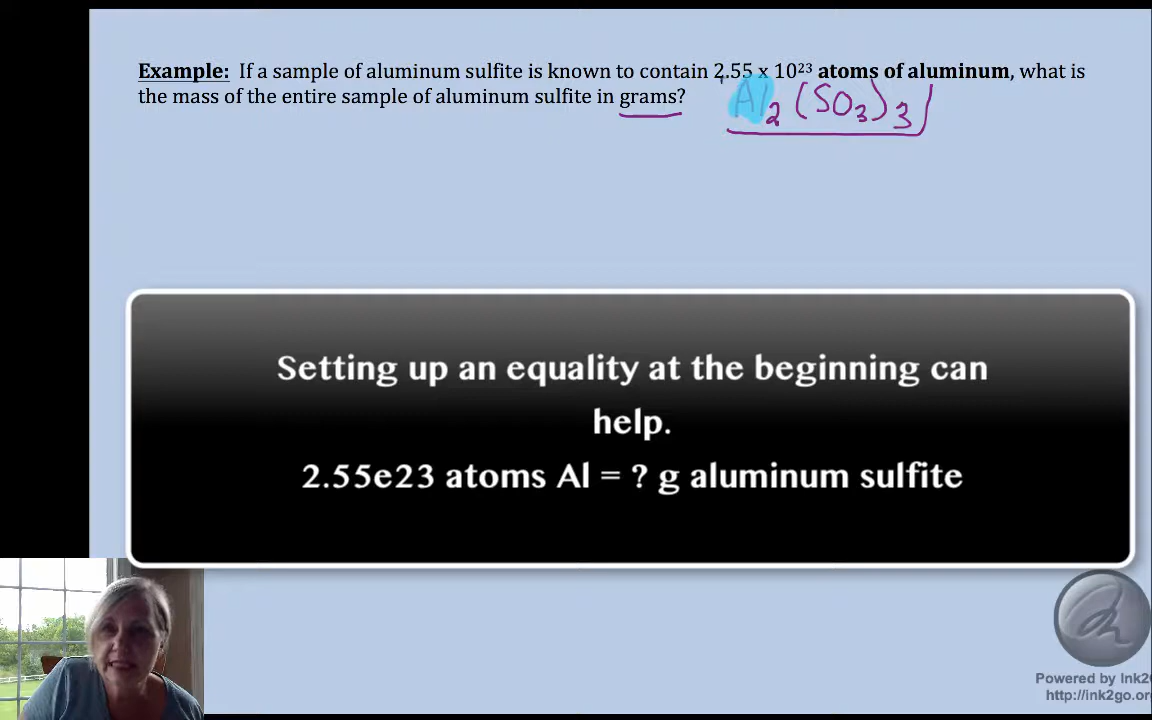 Example: If a sample of aluminum sulfite is known to contain 2.55 x 10²³ atoms of aluminum, what is
the mass of the entire sample of aluminum sulfite in grams?
Al₂(SO₃)₃
Setting up an equality at the beginning can
help.
2.55e23 atoms Al = ? g aluminum sulfite
Powered by Ink2G
http://ink2go.org